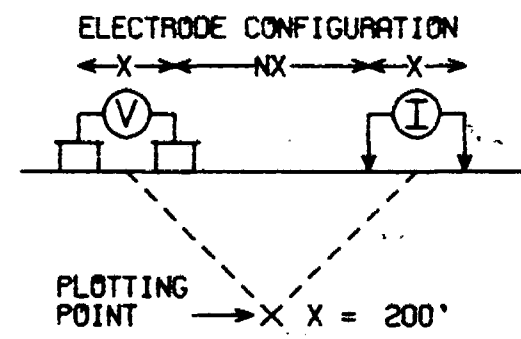 ELECTRODE CONFIGURATION
X NX X
V I
PLOTTING
POINT X X = 200'